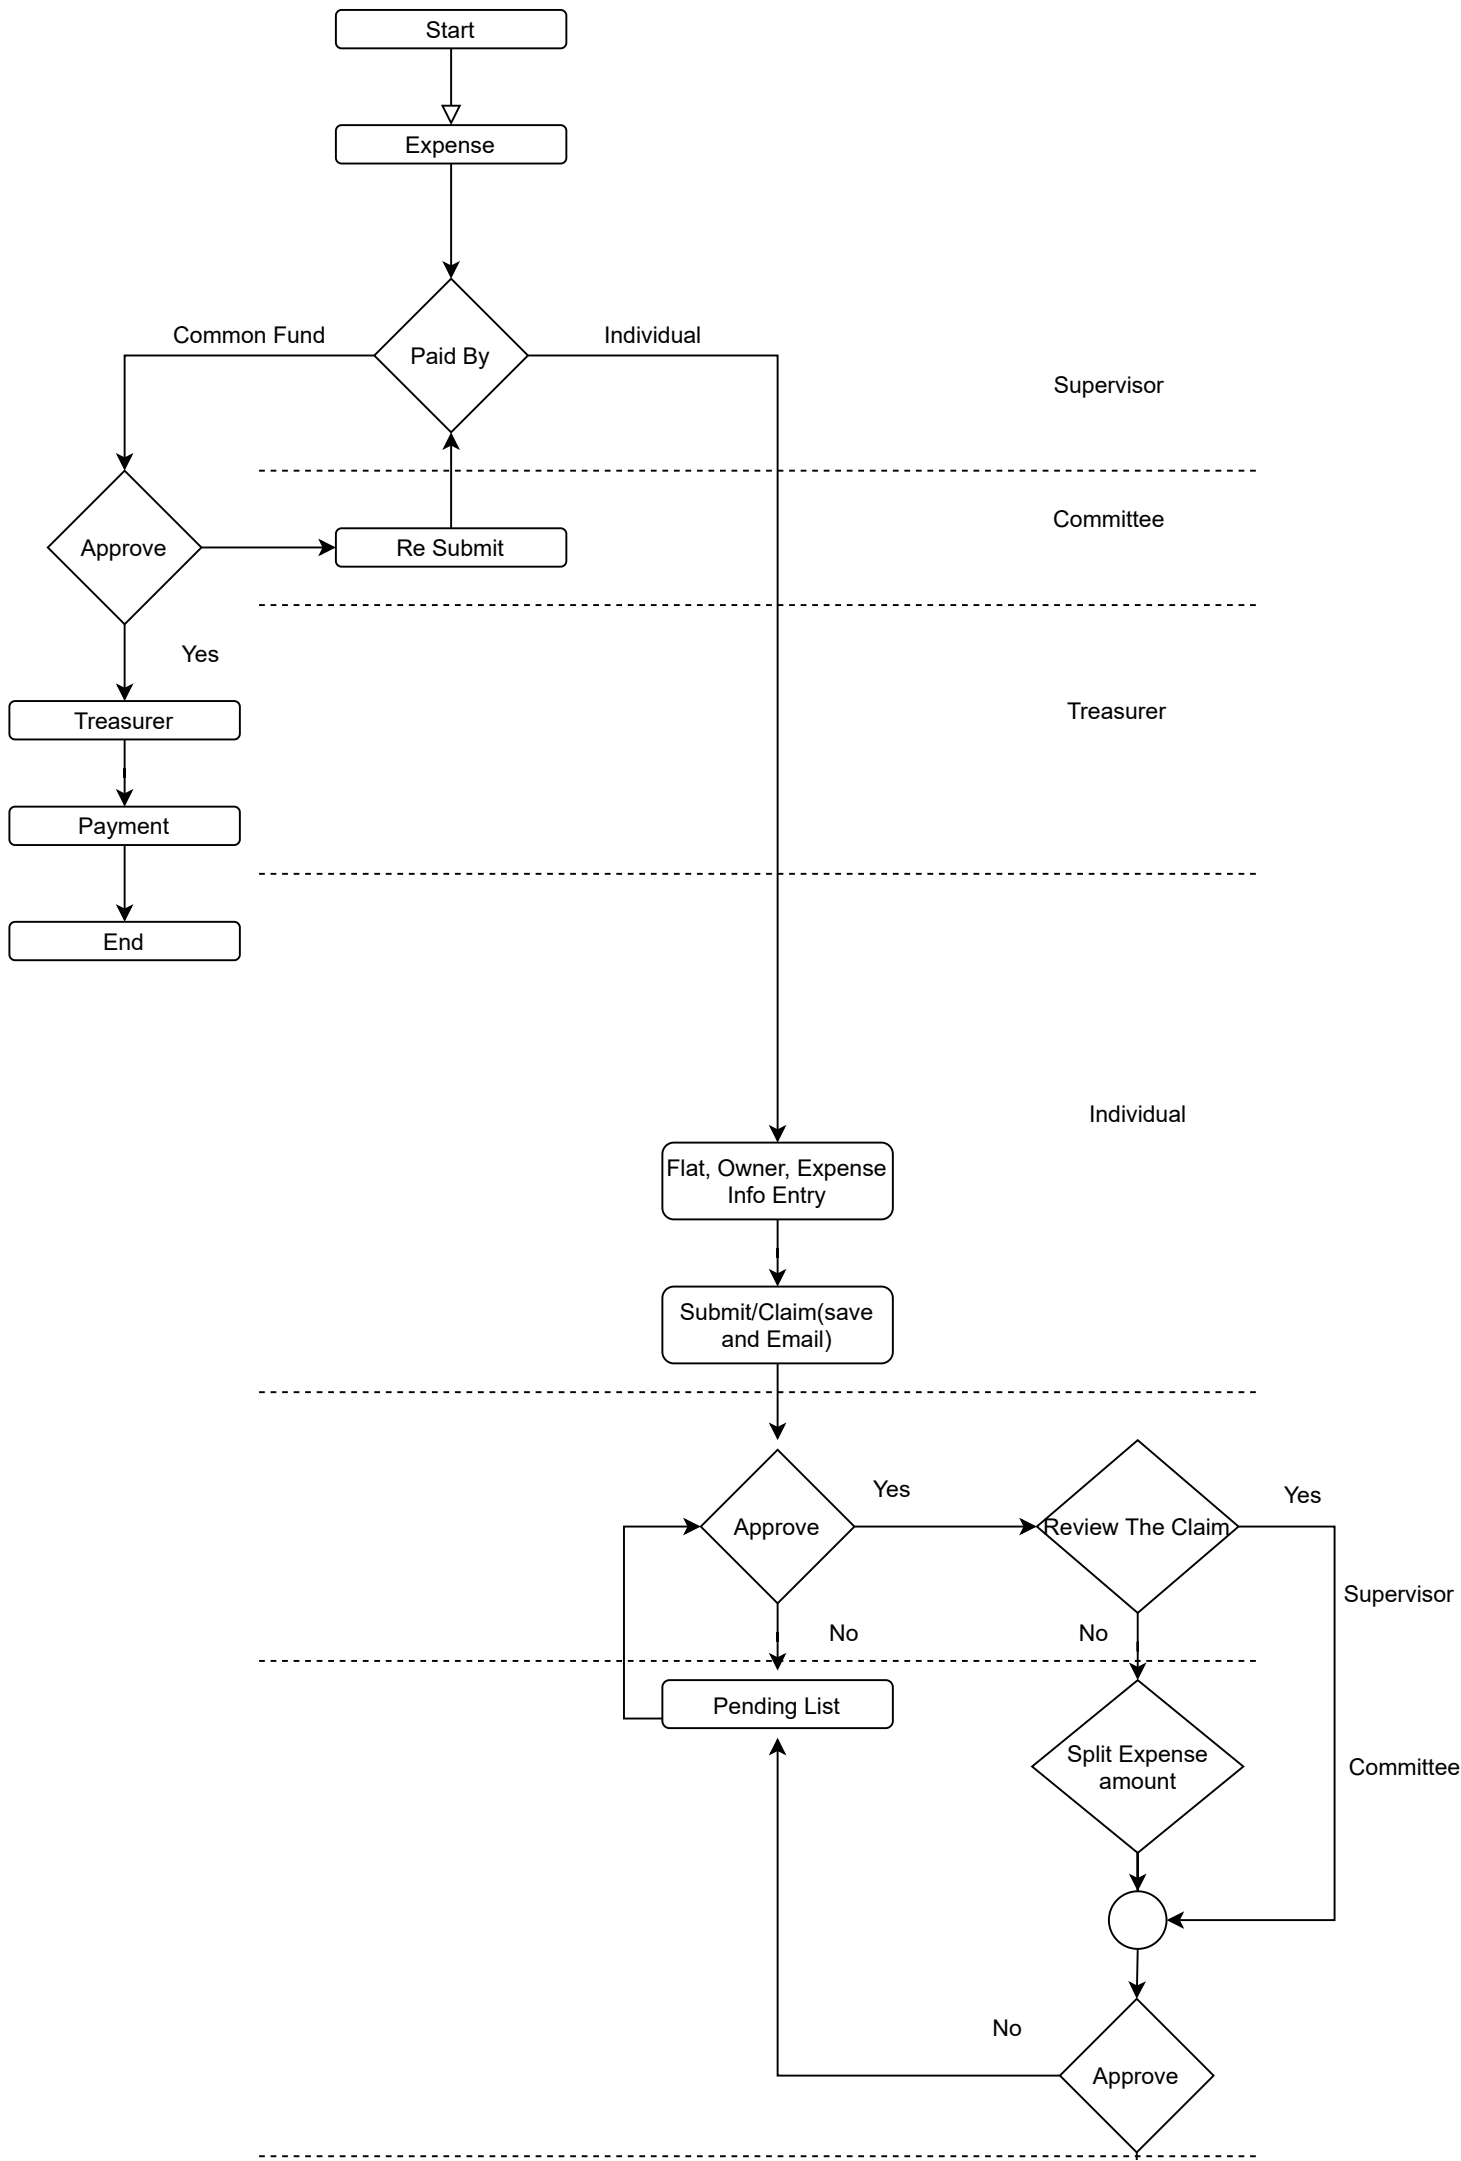 Start
Expense
Common Fund
Individual
Paid By
Supervisor
Committee
Approve
Re Submit
Yes
Treasurer
Treasurer
Payment
End
Individual
Flat, Owner, Expense
Info Entry
Submit/Claim(save
and Email)
Yes
Yes
Approve
Review The Claim
Supervisor
No
No
Pending List
Split Expense
amount
Committee
No
Approve